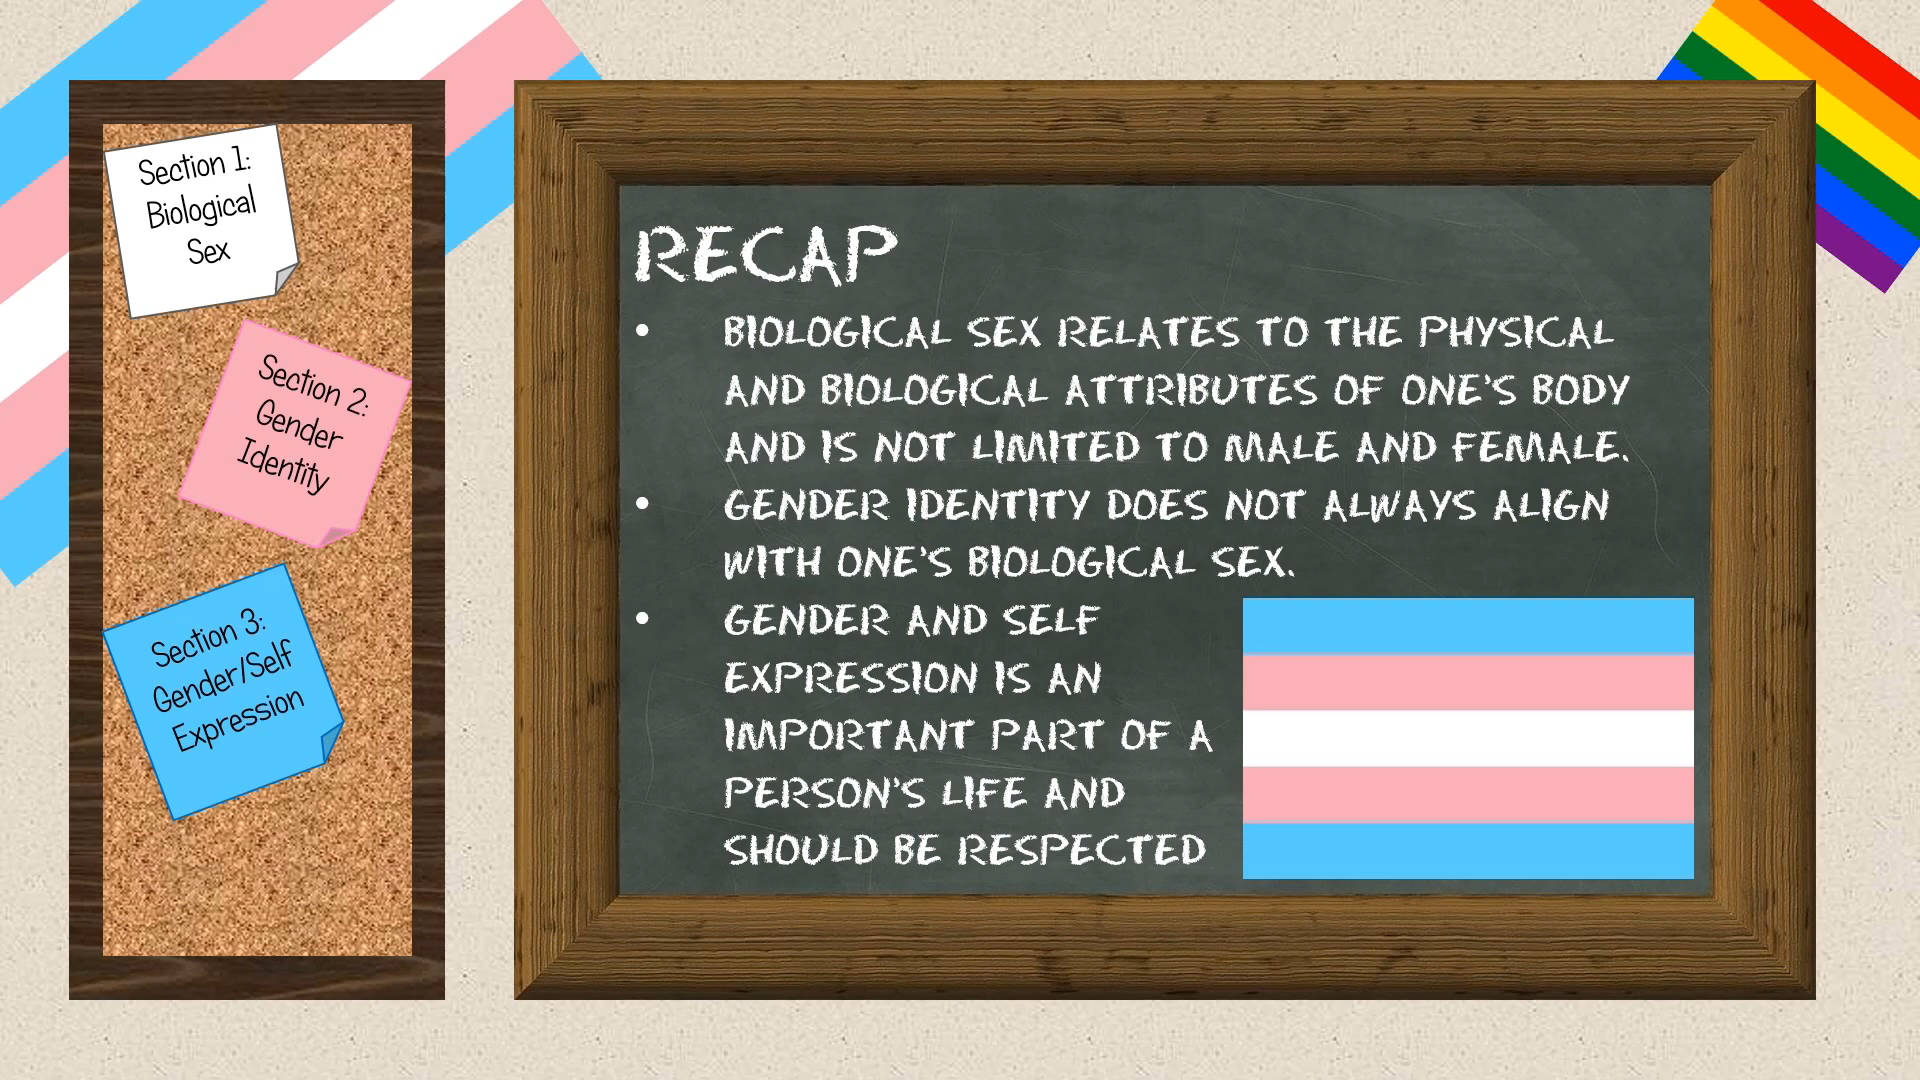 Section 1:
Biological
Sex
Section 2:
Gender
Identity
Section 3:
Gender/Self
Expression
RECAP
• BIOLOGICAL SEX RELATES TO THE PHYSICAL
AND BIOLOGICAL ATTRIBUTES OF ONE'S BODY
AND IS NOT LIMITED TO MALE AND FEMALE.
• GENDER IDENTITY DOES NOT ALWAYS ALIGN
WITH ONE'S BIOLOGICAL SEX.
• GENDER AND SELF
EXPRESSION IS AN
IMPORTANT PART OF A
PERSON'S LIFE AND
SHOULD BE RESPECTED